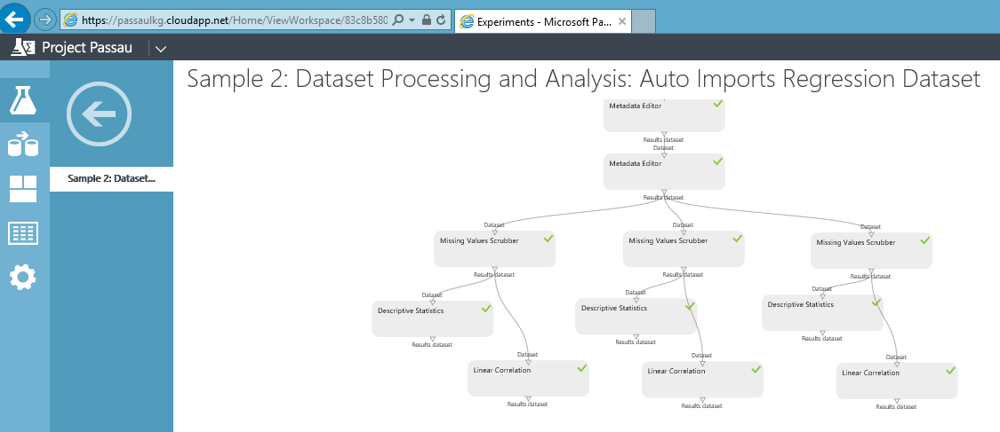 https://passaulkg.cloudapp.net/Home/ViewWorkspace/83c8b580
Experiments - Microsoft Pa...
Project Passau
Sample 2: Dataset Processing and Analysis: Auto Imports Regression Dataset
Sample 2: Dataset...
Metadata Editor
Results dataset
Dataset
Metadata Editor
Results dataset
Dataset Dataset Dataset
Missing Values Scrubber Missing Values Scrubber Missing Values Scrubber
Results dataset Results dataset Results dataset
Dataset Dataset Dataset
Descriptive Statistics Descriptive Statistics Descriptive Statistics
Results dataset Results dataset Results dataset
Dataset Dataset Dataset
Linear Correlation Linear Correlation Linear Correlation
Results dataset Results dataset Results dataset